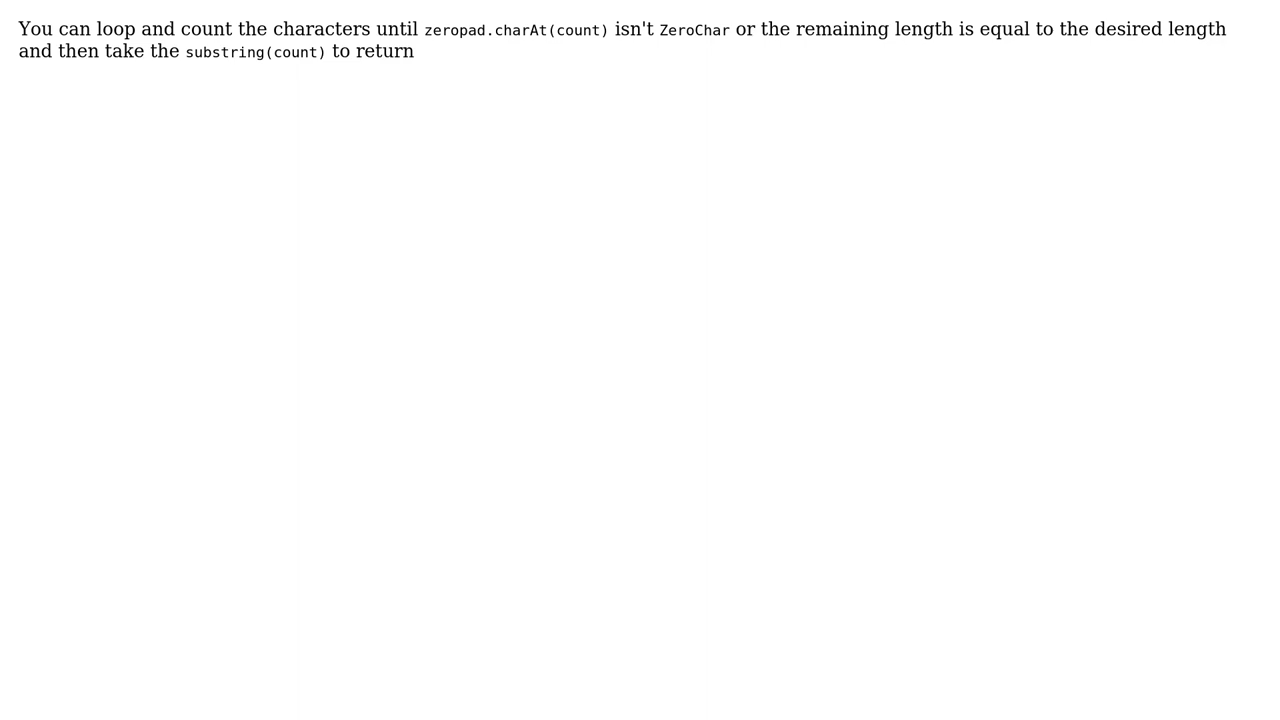 You can loop and count the characters until zeropad.charAt(count) isn't ZeroChar or the remaining length is equal to the desired length
and then take the substring(count) to return